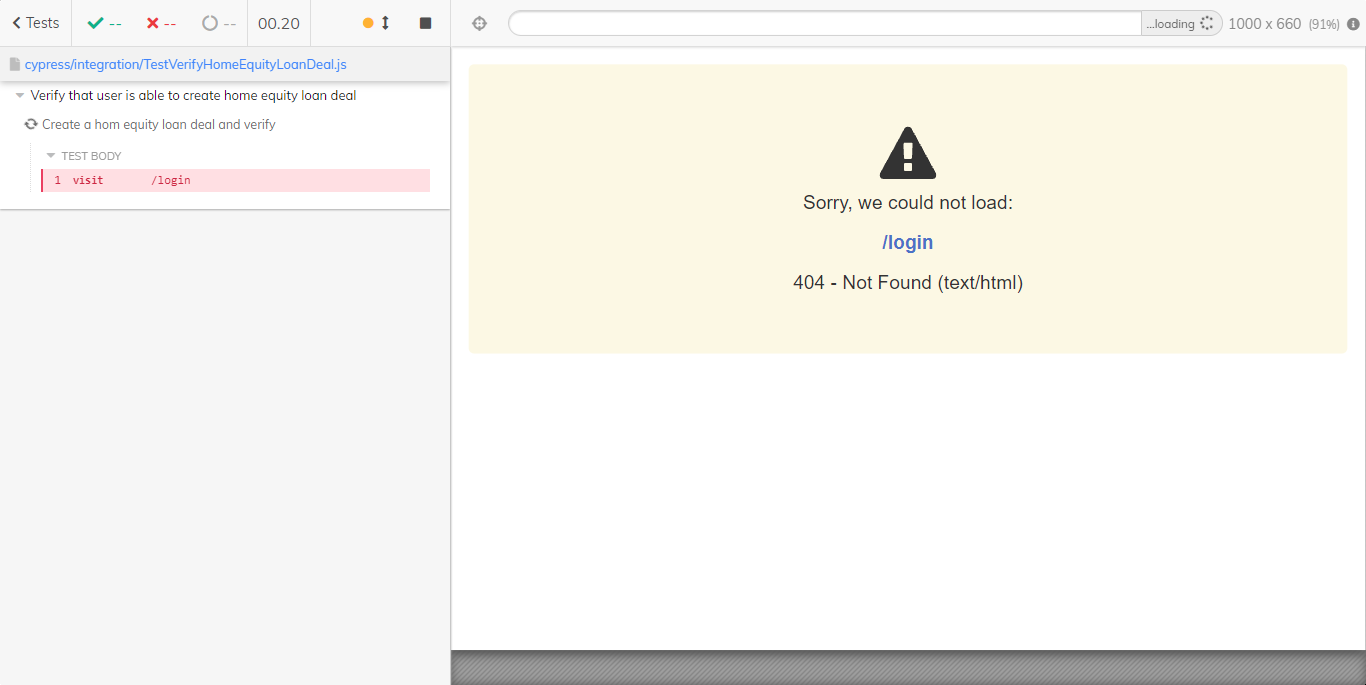 Tests
--
--
--
00.20
...loading
1000 x 660 (91%)
cypress/integration/TestVerifyHomeEquityLoanDeal.js
Verify that user is able to create home equity loan deal
Create a hom equity loan deal and verify
TEST BODY
1 visit /login
Sorry, we could not load:
/login
404 - Not Found (text/html)